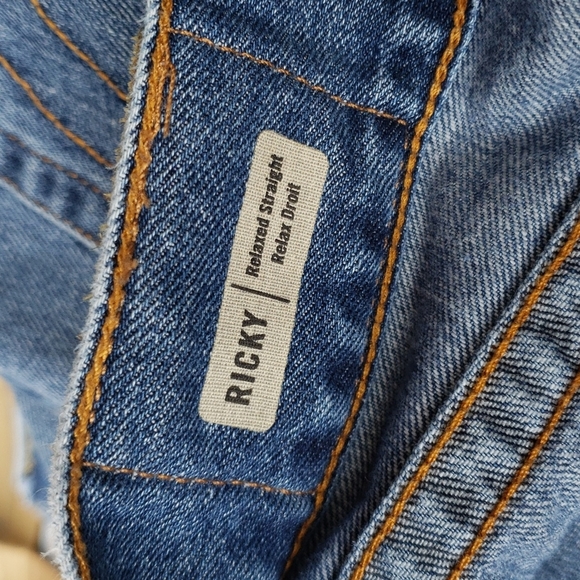 RICKY | Relaxed Straight
Relax Droit